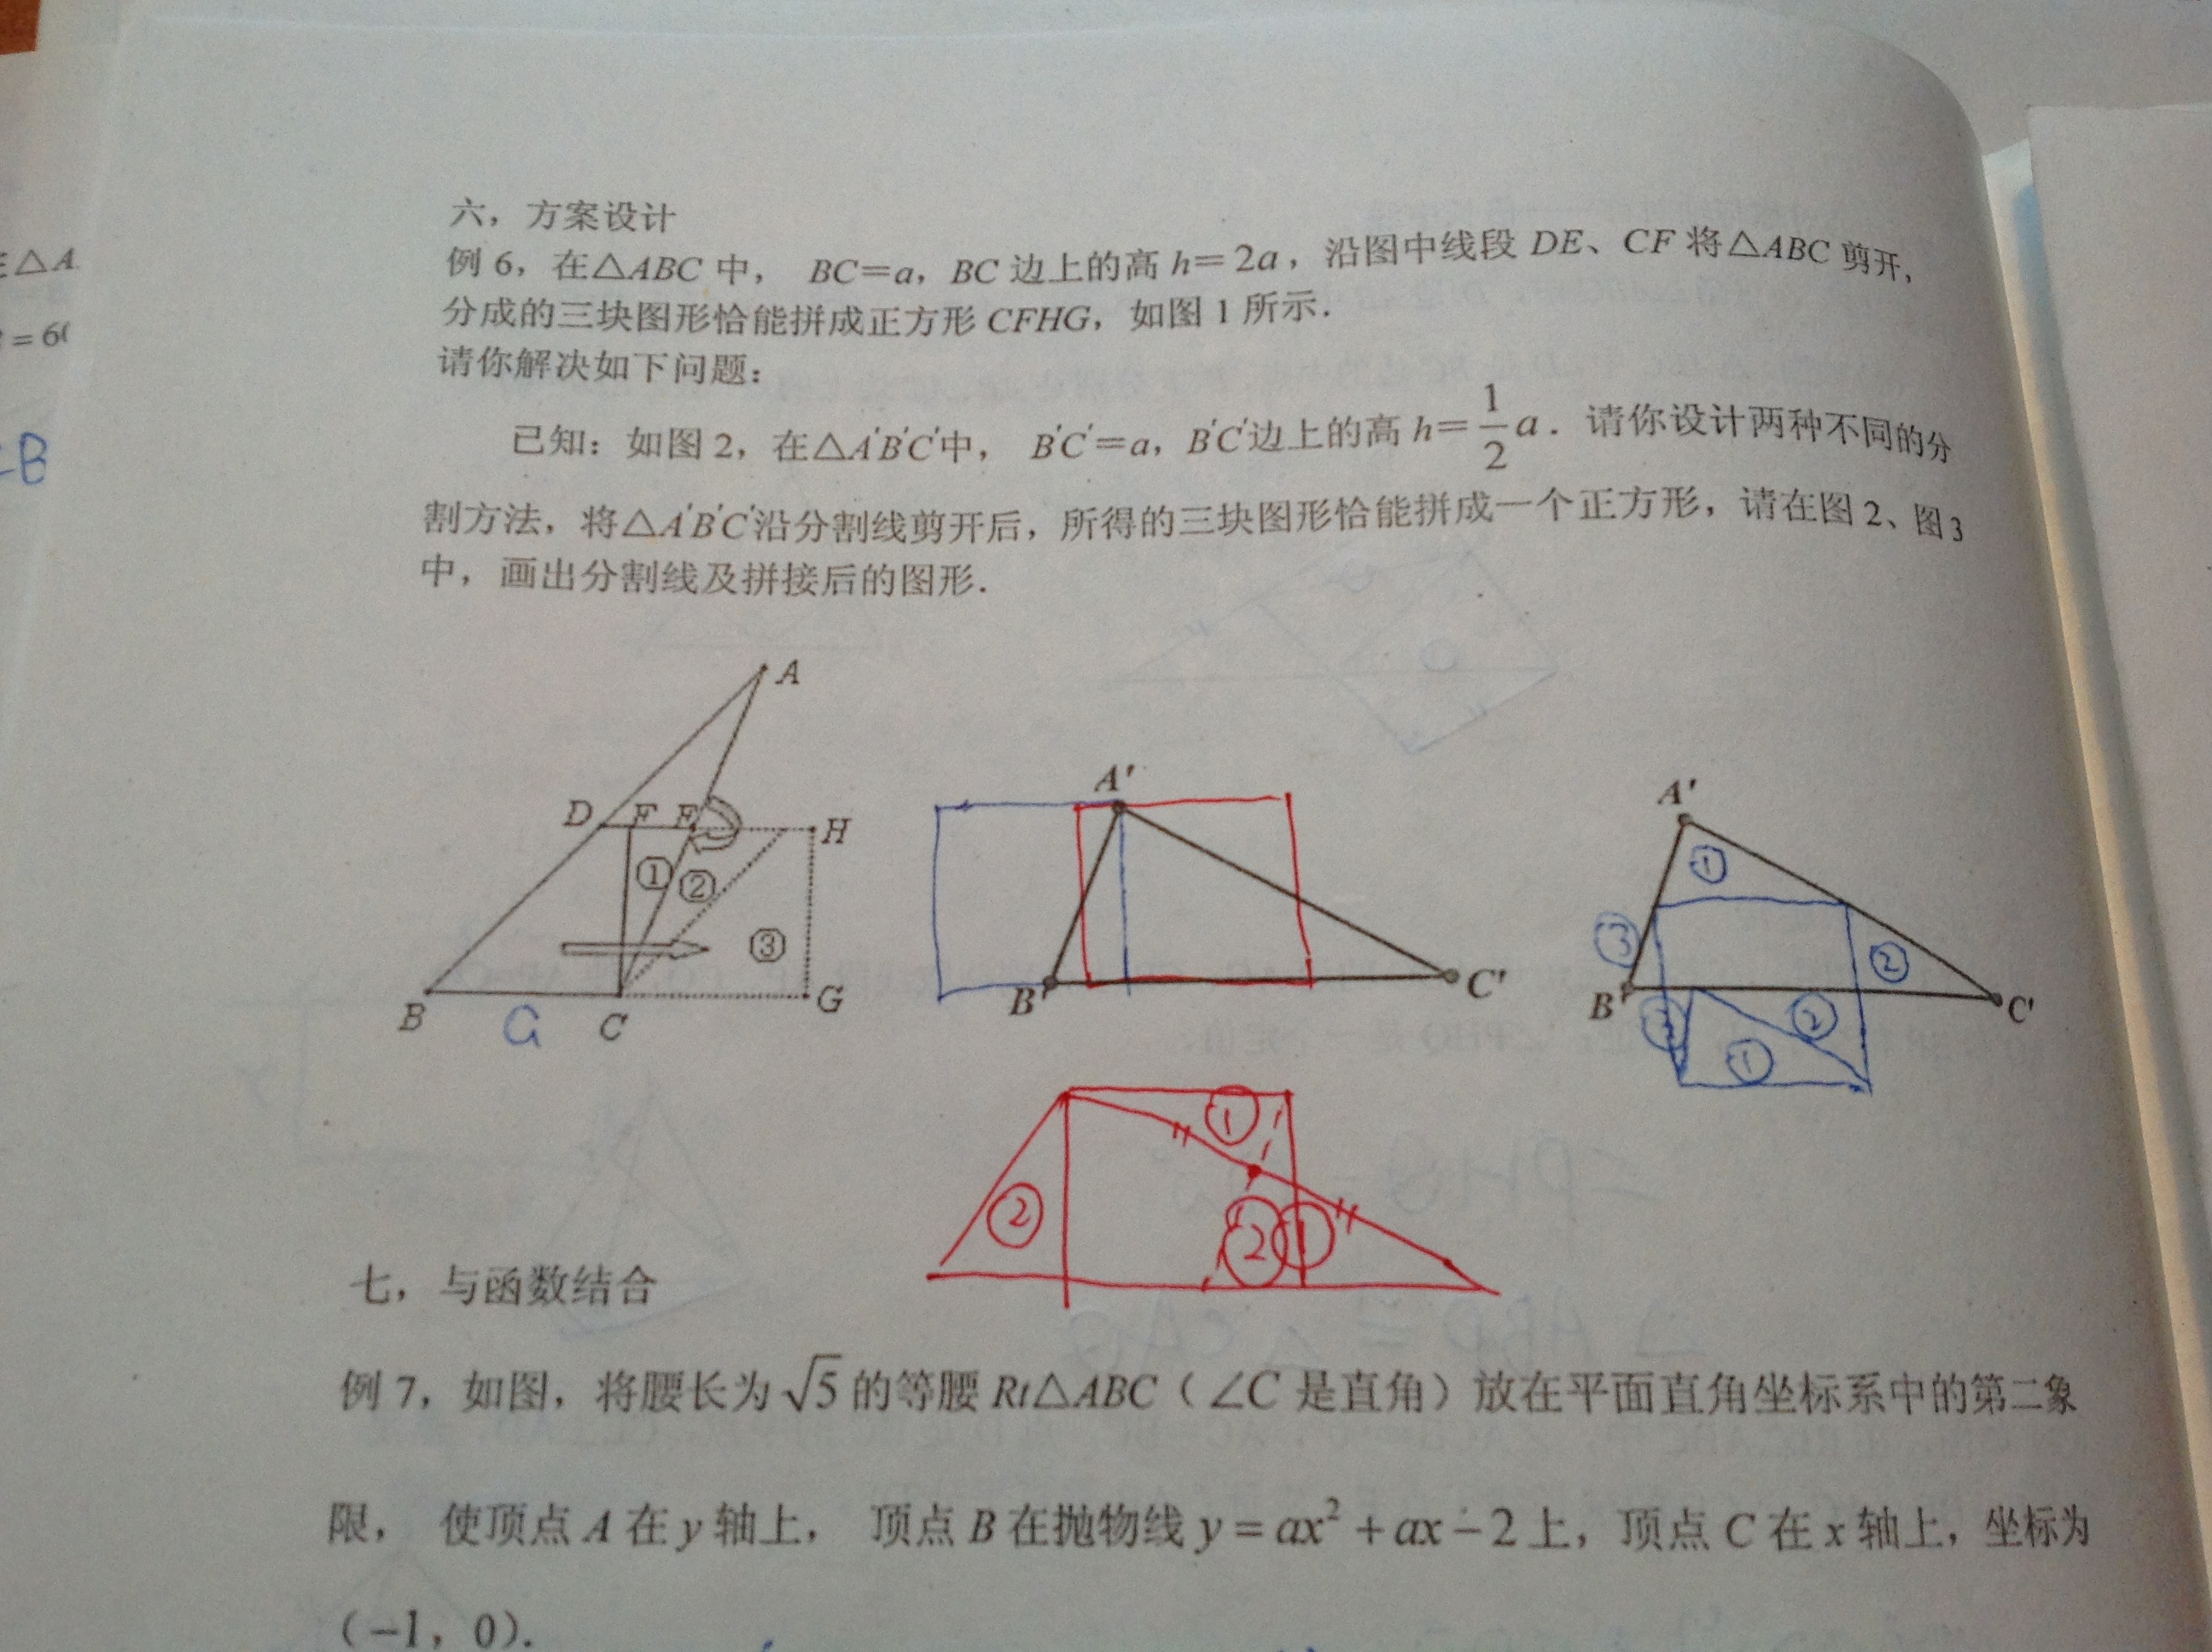 六，方案设计
例 6，在△ABC 中， BC=a，BC 边上的高 h=2a，沿图中线段 DE、CF 将△ABC 剪开，
分成的三块图形恰能拼成正方形 CFHG，如图 1 所示．
请你解决如下问题：
已知：如图 2，在△A′B′C′中， B′C′=a，B′C′边上的高 h=1/2 a．请你设计两种不同的分
割方法，将△A′B′C′沿分割线剪开后，所得的三块图形恰能拼成一个正方形，请在图 2、图 3
中，画出分割线及拼接后的图形．
E△A
=6(
B
A
D F E H
① ② ③
B C G
G
A′
B′ C′
A′
① ③ ②
B′ C′
③ ② ①
①
② ② ①
七，与函数结合
例 7，如图，将腰长为 √5 的等腰 Rt△ABC（∠C 是直角）放在平面直角坐标系中的第二象
限， 使顶点 A 在 y 轴上， 顶点 B 在抛物线 y = ax² + ax − 2 上，顶点 C 在 x 轴上，坐标为
（−1，0）．